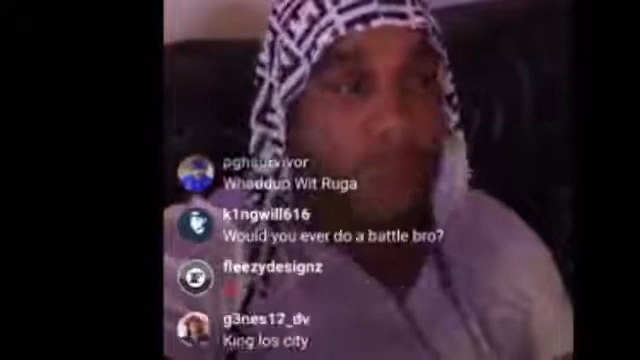 pghsurvivor
Whaddup Wit Ruga
k1ngwill616
Would you ever do a battle bro?
fleezydesignz
g3nes17_dv
King los city